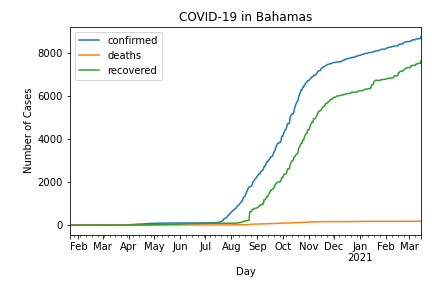 COVID-19 in Bahamas
confirmed
deaths
recovered
Number of Cases
8000
6000
4000
2000
0
Feb Mar Apr May Jun Jul Aug Sep Oct Nov Dec Jan Feb Mar
2021
Day